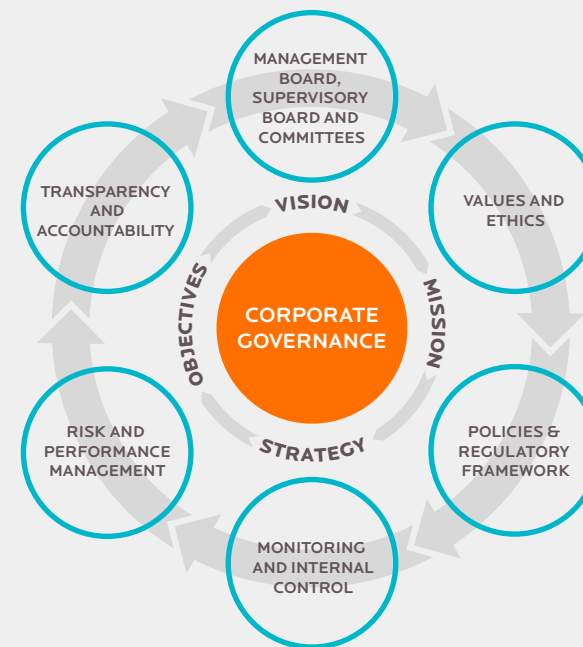 MANAGEMENT
BOARD,
SUPERVISORY
BOARD AND
COMMITTEES
TRANSPARENCY
AND
ACCOUNTABILITY
VALUES AND
ETHICS
VISION
MISSION
OBJECTIVES
CORPORATE
GOVERNANCE
STRATEGY
RISK AND
PERFORMANCE
MANAGEMENT
POLICIES &
REGULATORY
FRAMEWORK
MONITORING
AND INTERNAL
CONTROL